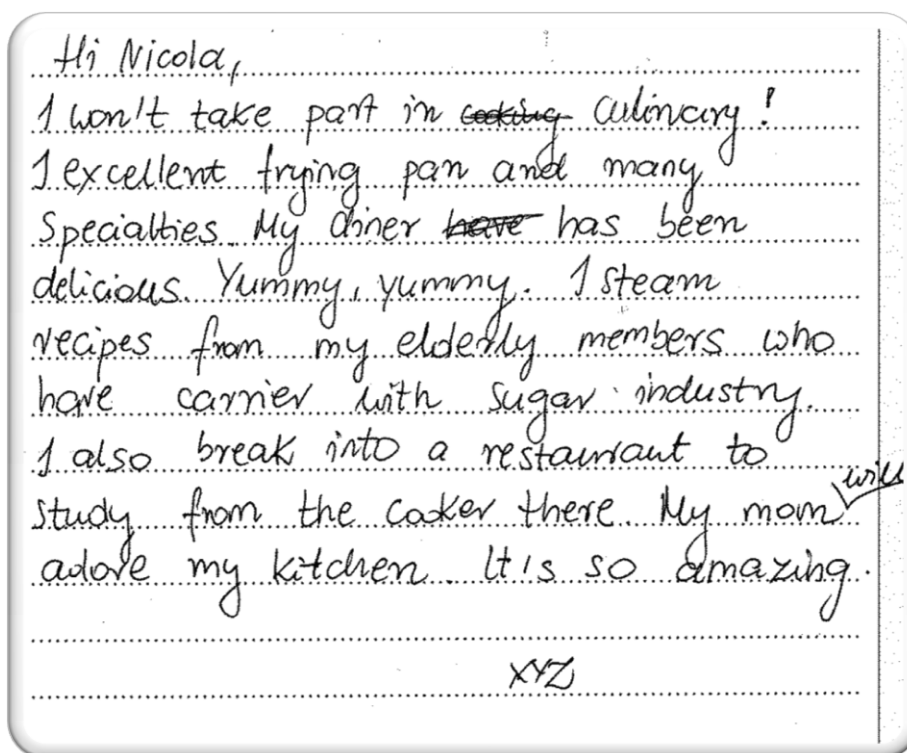 Hi Nicola,
I won't take part in cooking culinary!
I excellent frying pan and many
specialties. My diner have has been
delicious. Yummy, yummy. I steam
recipes from my elderly members who
have carrier with sugar industry.
I also break into a restaurant to
study from the cooker there. My mom will
adore my kitchen. It is so amazing.
XYZ